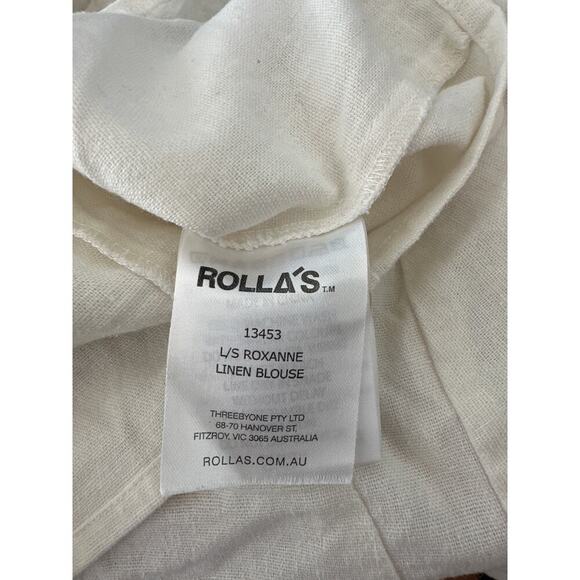 ROLLA'S TM
13453
L/S ROXANNE
LINEN BLOUSE
THREEBYONE PTY LTD
68-70 HANOVER ST,
FITZROY, VIC 3065 AUSTRALIA
ROLLAS.COM.AU